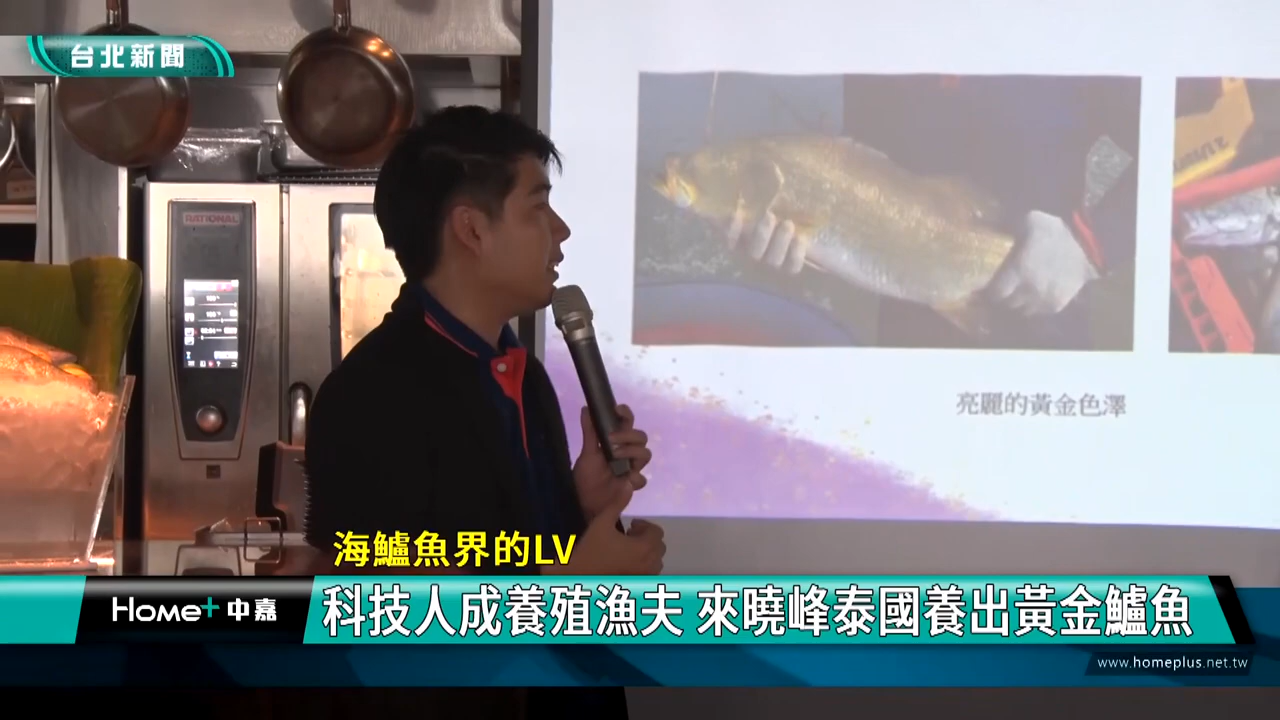 台北新聞
RATIONAL
亮麗的黃金色澤
海鱸魚界的LV
Home+中嘉
科技人成養殖漁夫 來曉峰泰國養出黃金鱸魚
www.homeplus.net.tw